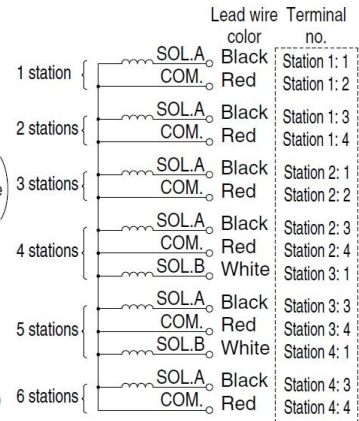 Lead wire Terminal
color no.
1 station SOL.A Black Station 1: 1
COM. Red Station 1: 2
2 stations SOL.A Black Station 1: 3
COM. Red Station 1: 4
3 stations SOL.A Black Station 2: 1
COM. Red Station 2: 2
4 stations SOL.A Black Station 2: 3
COM. Red Station 2: 4
SOL.B White Station 3: 1
5 stations SOL.A Black Station 3: 3
COM. Red Station 3: 4
SOL.B White Station 4: 1
6 stations SOL.A Black Station 4: 3
COM. Red Station 4: 4